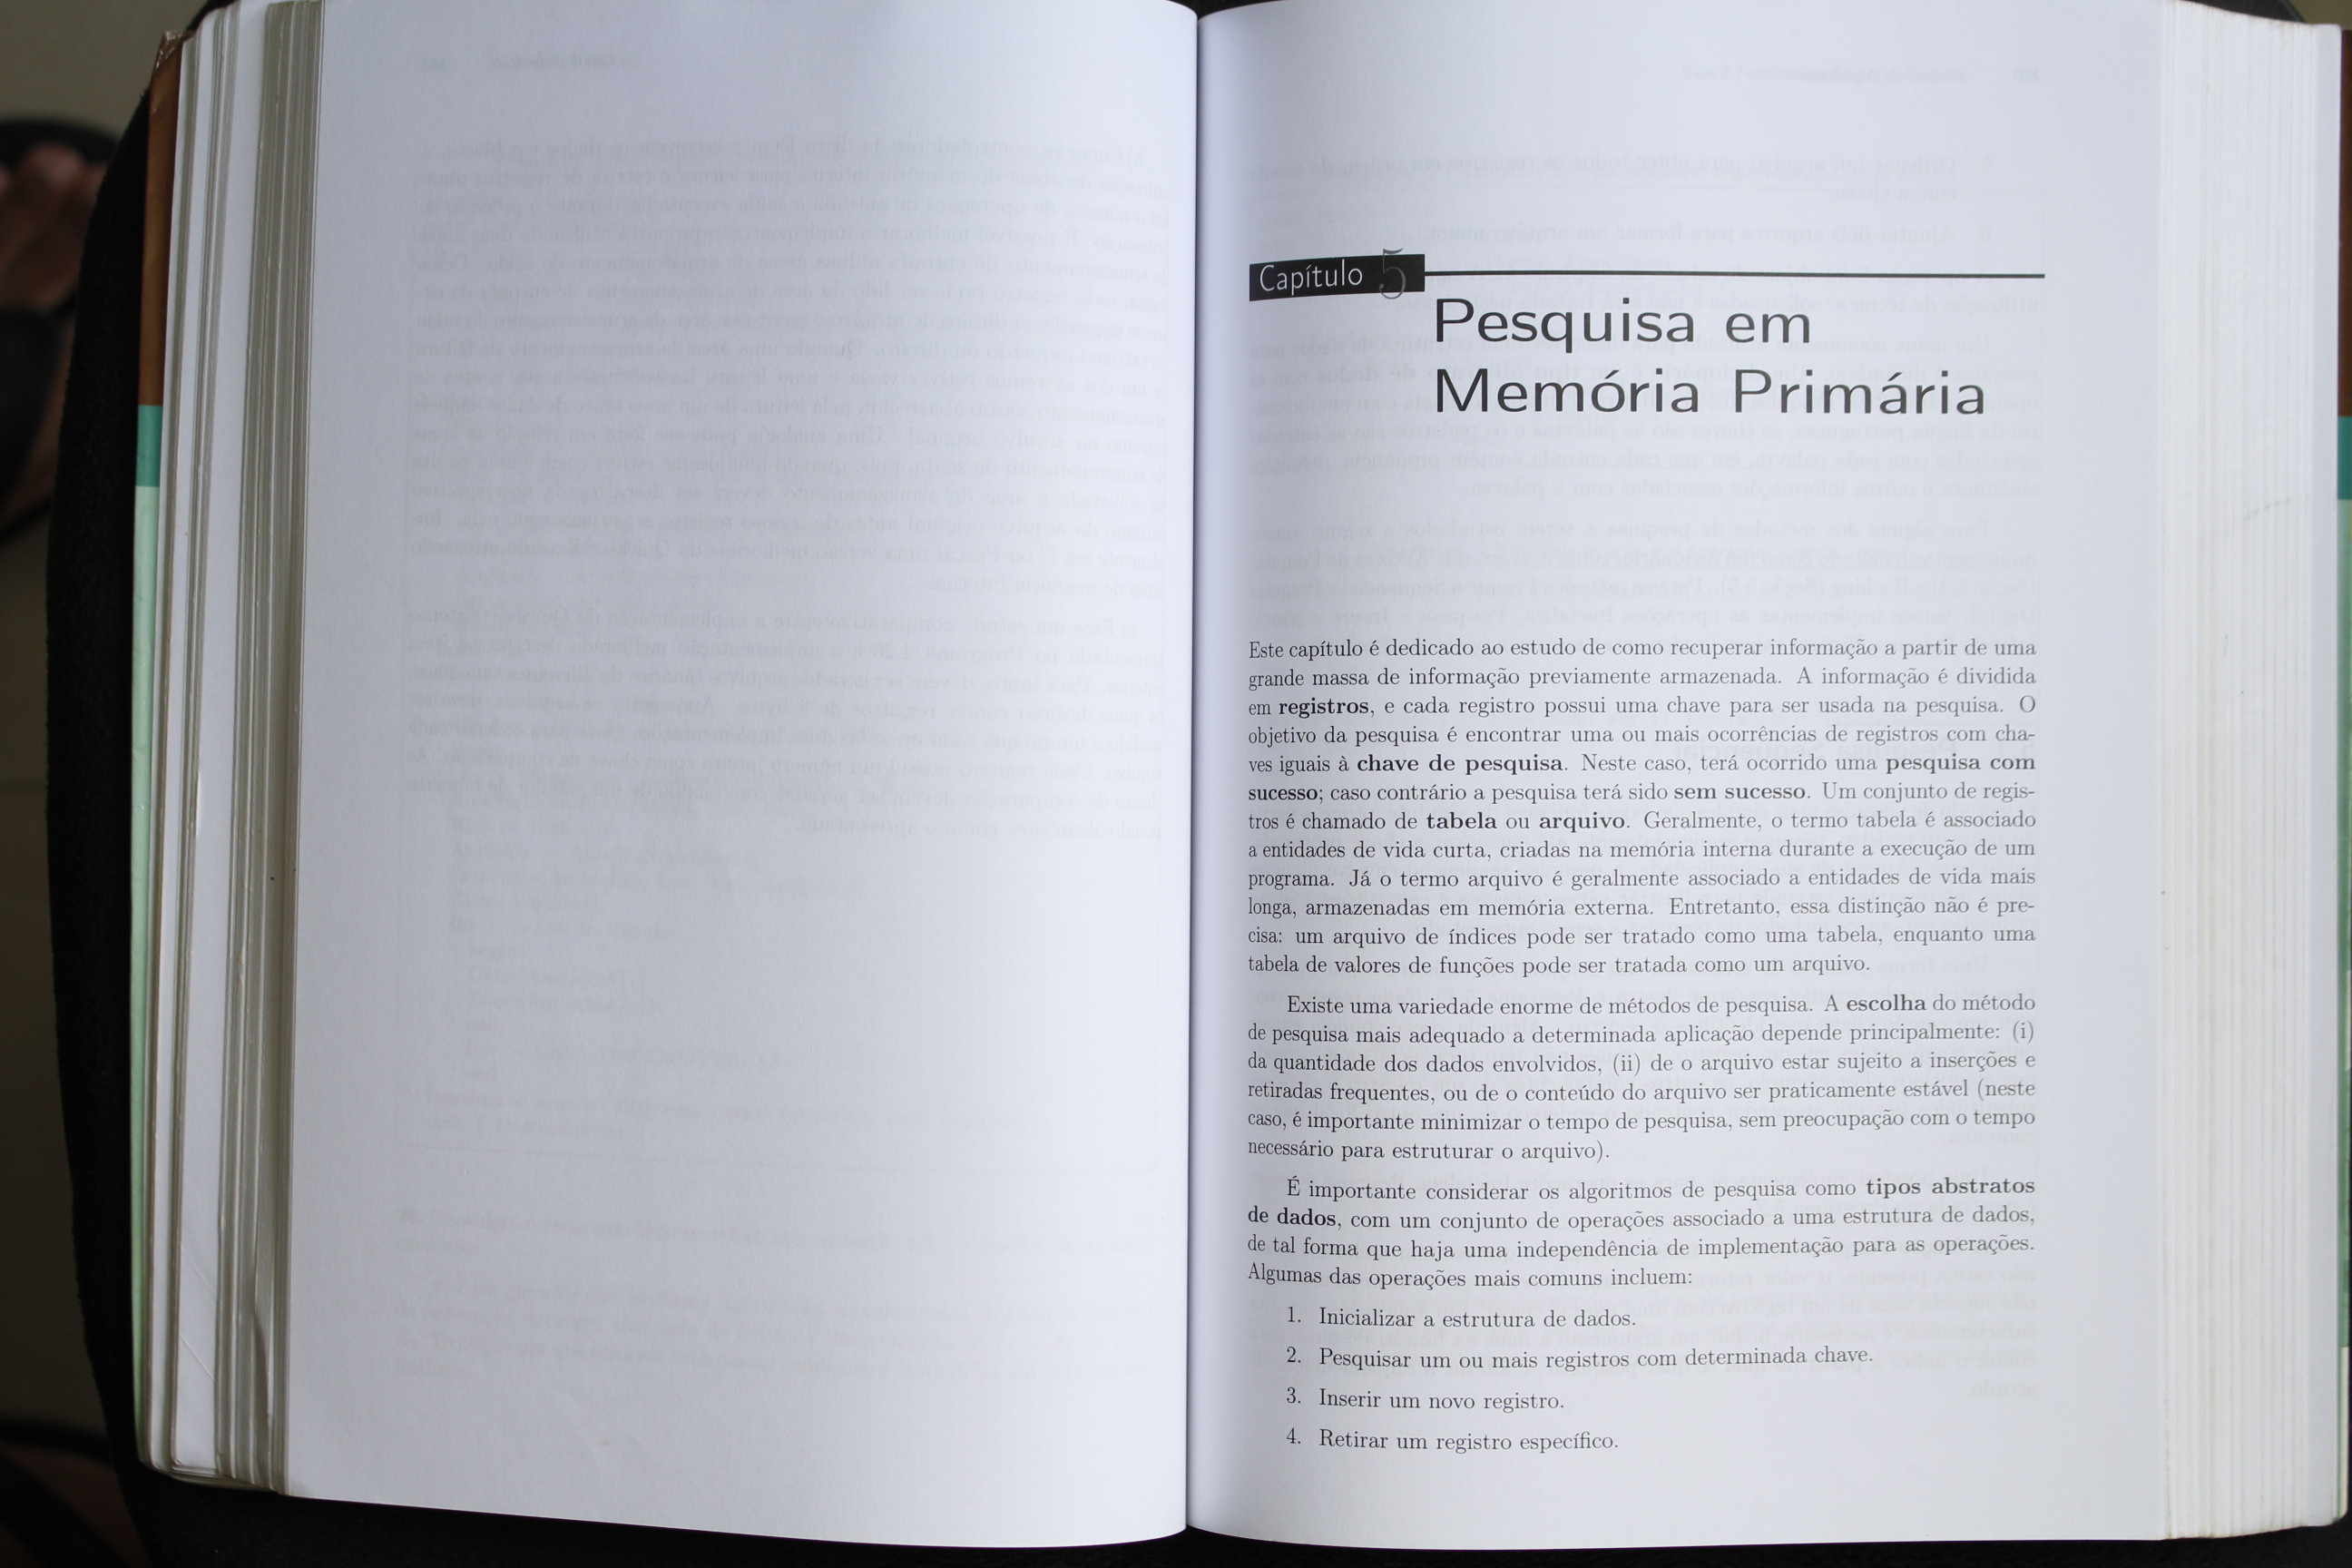 Capítulo 5
Pesquisa em
Memória Primária
Este capítulo é dedicado ao estudo de como recuperar informação a partir de uma
grande massa de informação previamente armazenada. A informação é dividida
em registros, e cada registro possui uma chave para ser usada na pesquisa. O
objetivo da pesquisa é encontrar uma ou mais ocorrências de registros com cha-
ves iguais à chave de pesquisa. Neste caso, terá ocorrido uma pesquisa com
sucesso; caso contrário a pesquisa terá sido sem sucesso. Um conjunto de regis-
tros é chamado de tabela ou arquivo. Geralmente, o termo tabela é associado
a entidades de vida curta, criadas na memória interna durante a execução de um
programa. Já o termo arquivo é geralmente associado a entidades de vida mais
longa, armazenadas em memória externa. Entretanto, essa distinção não é pre-
cisa: um arquivo de índices pode ser tratado como uma tabela, enquanto uma
tabela de valores de funções pode ser tratada como um arquivo.
Existe uma variedade enorme de métodos de pesquisa. A escolha do método
de pesquisa mais adequado a determinada aplicação depende principalmente: (i)
da quantidade dos dados envolvidos, (ii) de o arquivo estar sujeito a inserções e
retiradas frequentes, ou de o conteúdo do arquivo ser praticamente estável (neste
caso, é importante minimizar o tempo de pesquisa, sem preocupação com o tempo
necessário para estruturar o arquivo).
É importante considerar os algoritmos de pesquisa como tipos abstratos
de dados, com um conjunto de operações associado a uma estrutura de dados,
de tal forma que haja uma independência de implementação para as operações.
Algumas das operações mais comuns incluem:
1. Inicializar a estrutura de dados.
2. Pesquisar um ou mais registros com determinada chave.
3. Inserir um novo registro.
4. Retirar um registro específico.